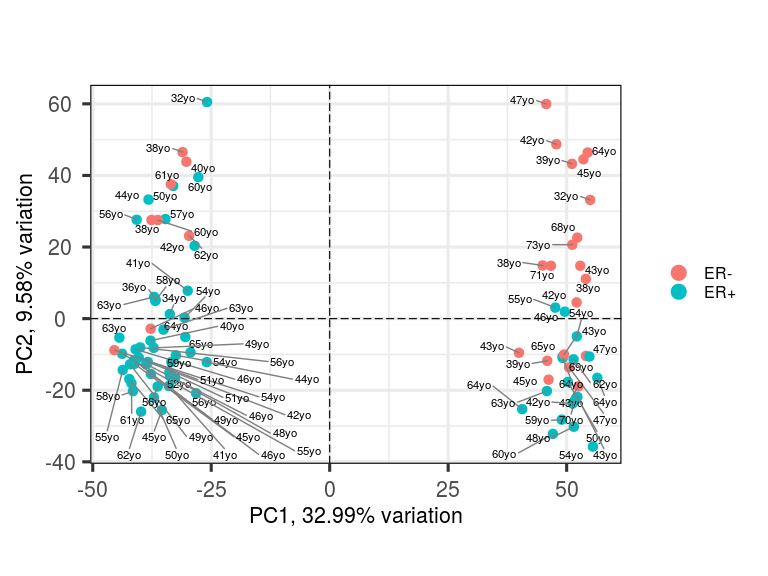 32yo
47yo
42yo
64yo
39yo
45yo
38yo
40yo
61yo
60yo
32yo
44yo
50yo
56yo
57yo
38yo
60yo
68yo
73yo
42yo
62yo
41yo
38yo
71yo
43yo
38yo
58yo
54yo
36yo
34yo
63yo
46yo
63yo
42yo
55yo
46yo
54yo
63yo
64yo
40yo
43yo
65yo
49yo
43yo
65yo
47yo
59yo
54yo
56yo
39yo
69yo
52yo
51yo
46yo
44yo
45yo
64yo
62yo
64yo
58yo
56yo
56yo
51yo
54yo
63yo
42yo
43yo
64yo
61yo
65yo
49yo
46yo
42yo
59yo
70yo
47yo
55yo
45yo
49yo
45yo
48yo
48yo
50yo
62yo
50yo
41yo
46yo
55yo
60yo
54yo
43yo
60
40
20
0
-20
-40
-50
-25
0
25
50
PC1, 32.99% variation
PC2, 9.58% variation
ER-
ER+